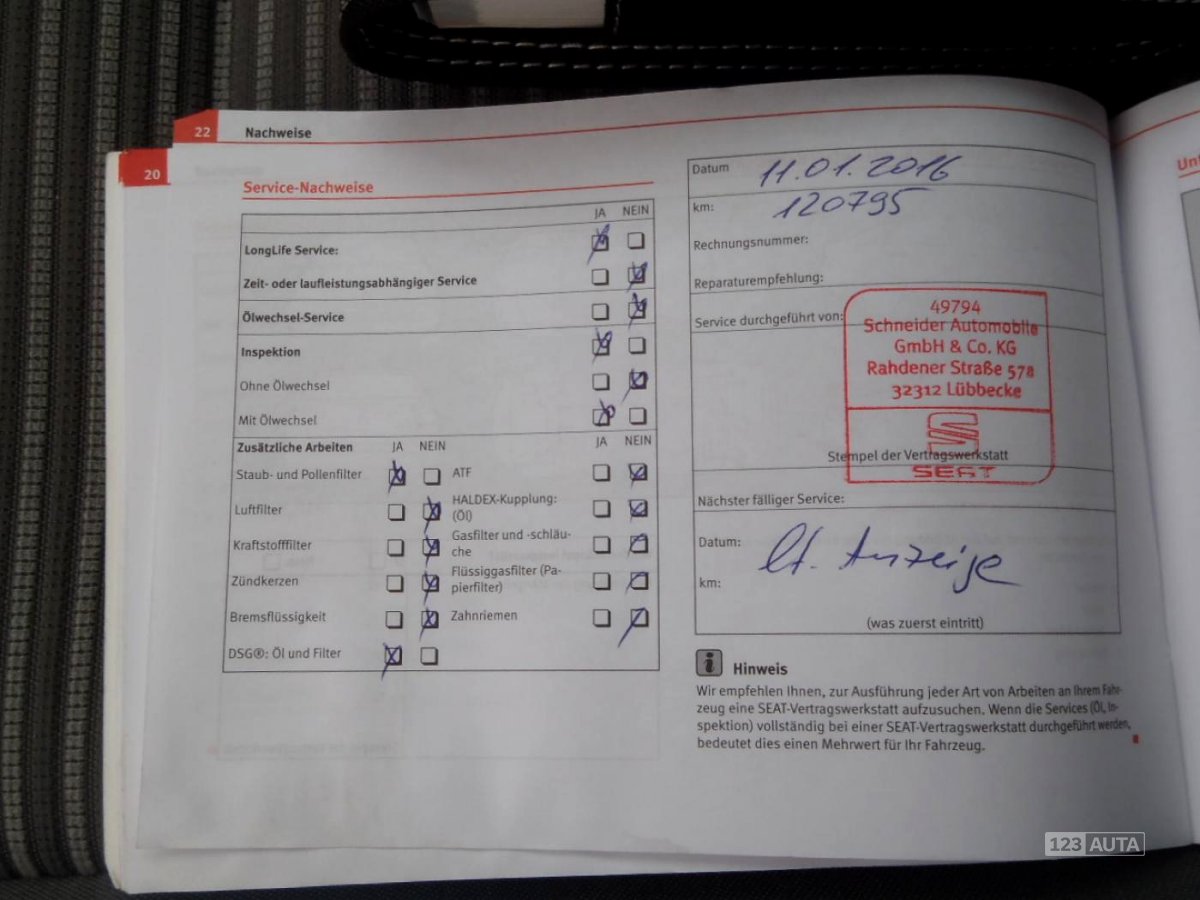 22 Nachweise
20
Service-Nachweise
JA NEIN
LongLife Service:
Zeit- oder laufleistungsabhängiger Service
Ölwechsel-Service
Inspektion
Ohne Ölwechsel
Mit Ölwechsel
Zusätzliche Arbeiten JA NEIN JA NEIN
Staub- und Pollenfilter ATF
Luftfilter HALDEX-Kupplung:
(Öl)
Kraftstofffilter Gasfilter und -schläu-
che
Zündkerzen Flüssiggasfilter (Pa-
pierfilter)
Bremsflüssigkeit Zahnriemen
DSG®: Öl und Filter
Datum 11.01.2016
km: 120795
Rechnungsnummer:
Reparaturempfehlung:
Service durchgeführt von:
49794
Schneider Automobile
GmbH & Co. KG
Rahdener Straße 578
32312 Lübbecke
Stempel der Vertragswerkstatt
SEAT
Nächster fälliger Service:
Datum: lt. Anzeige
km:
(was zuerst eintritt)
Hinweis
Wir empfehlen Ihnen, zur Ausführung jeder Art von Arbeiten an Ihrem Fahr-
zeug eine SEAT-Vertragswerkstatt aufzusuchen. Wenn die Services (Öl, In-
spektion) vollständig bei einer SEAT-Vertragswerkstatt durchgeführt werden,
bedeutet dies einen Mehrwert für Ihr Fahrzeug.
123 AUTA